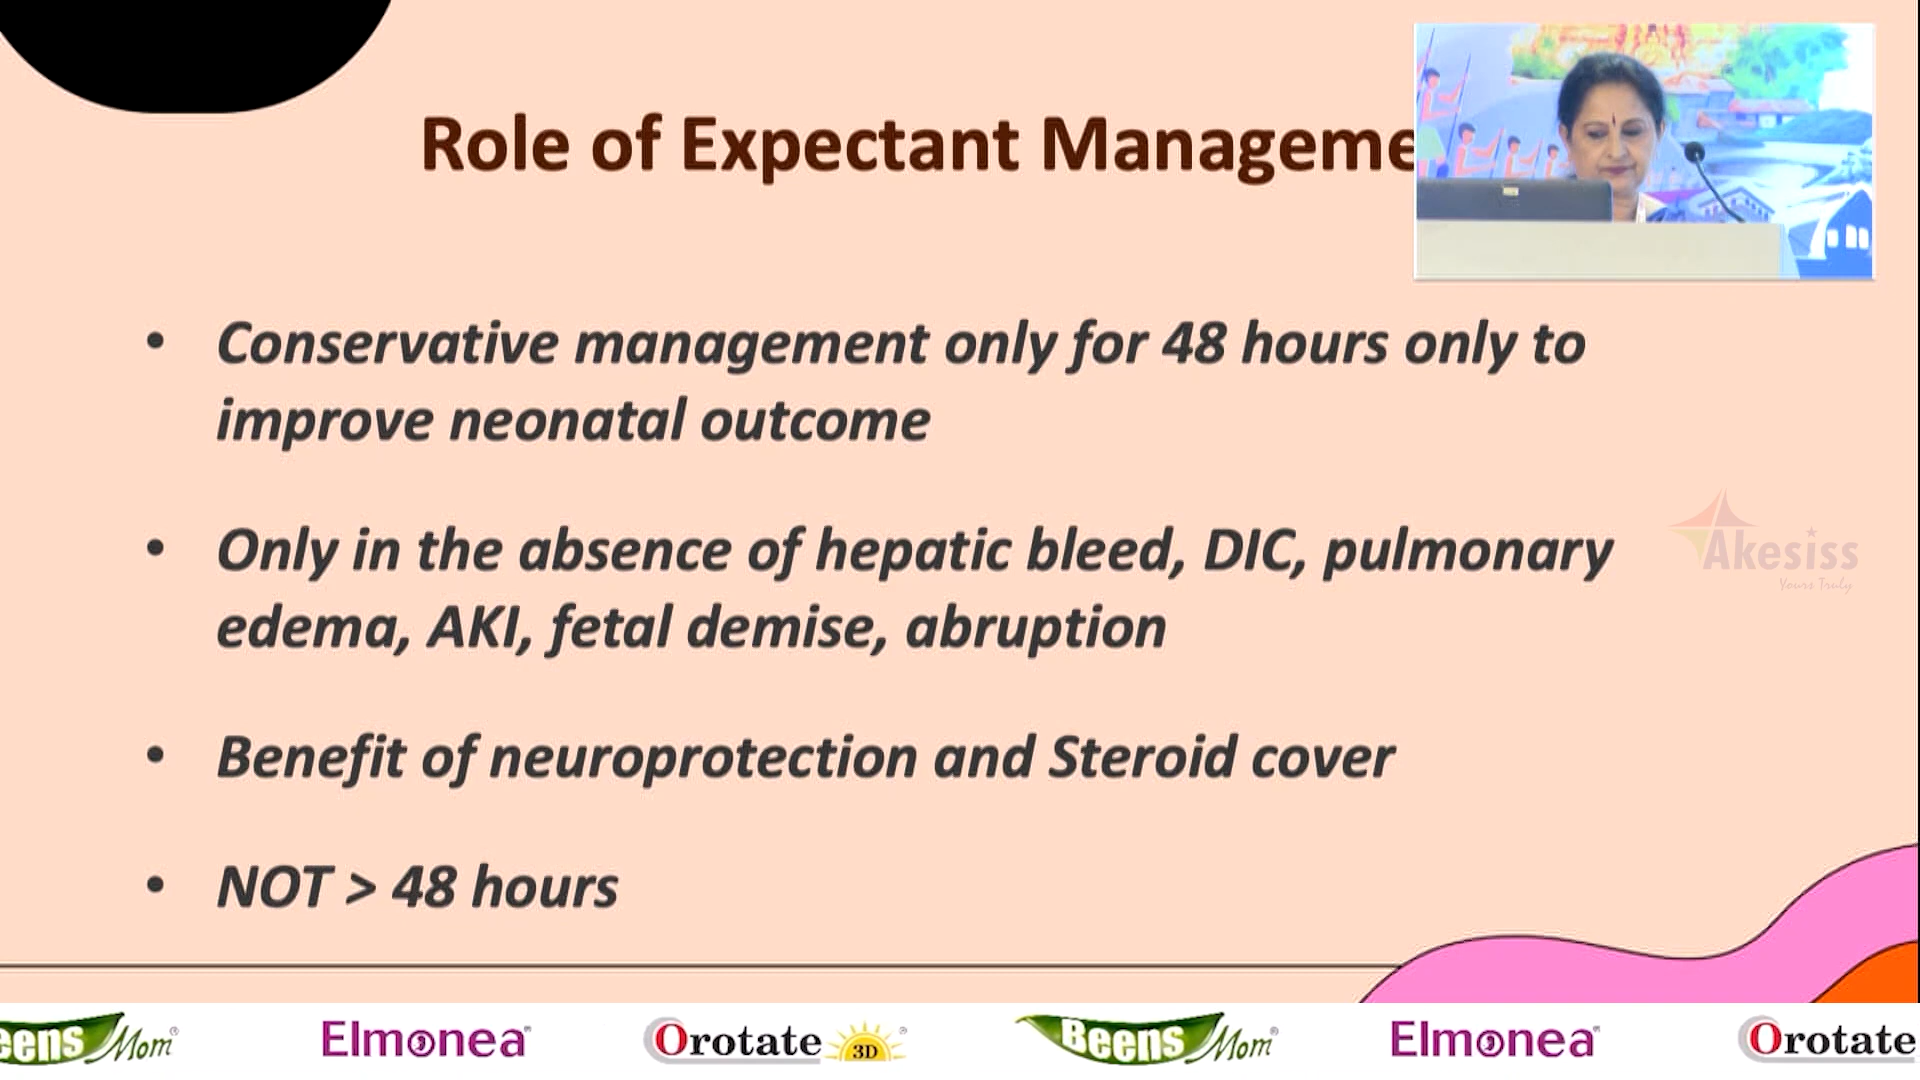 Role of Expectant Manageme
• Conservative management only for 48 hours only to
improve neonatal outcome
• Only in the absence of hepatic bleed, DIC, pulmonary
edema, AKI, fetal demise, abruption
Akesiss
Yours Truly
• Benefit of neuroprotection and Steroid cover
• NOT > 48 hours
eens Mom® Elmonea® Orotate 3D® Beens Mom® Elmonea® Orotate